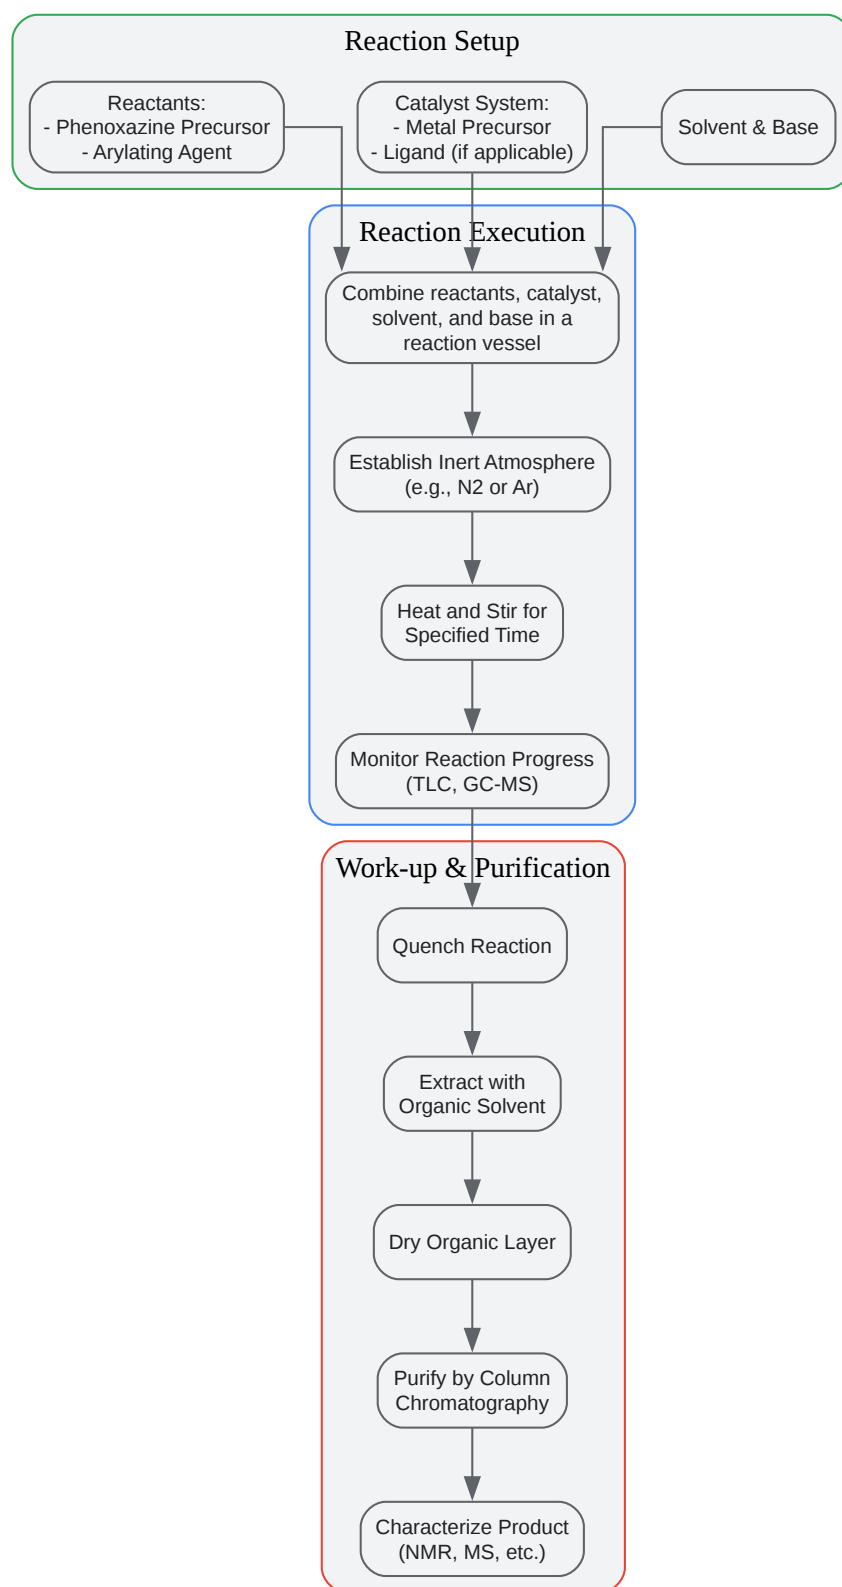 Reaction Setup
Reactants:
- Phenoxazine Precursor
- Arylating Agent
Catalyst System:
- Metal Precursor
- Ligand (if applicable)
Solvent & Base
Reaction Execution
Combine reactants, catalyst,
solvent, and base in a
reaction vessel
Establish Inert Atmosphere
(e.g., N2 or Ar)
Heat and Stir for
Specified Time
Monitor Reaction Progress
(TLC, GC-MS)
Work-up & Purification
Quench Reaction
Extract with
Organic Solvent
Dry Organic Layer
Purify by Column
Chromatography
Characterize Product
(NMR, MS, etc.)